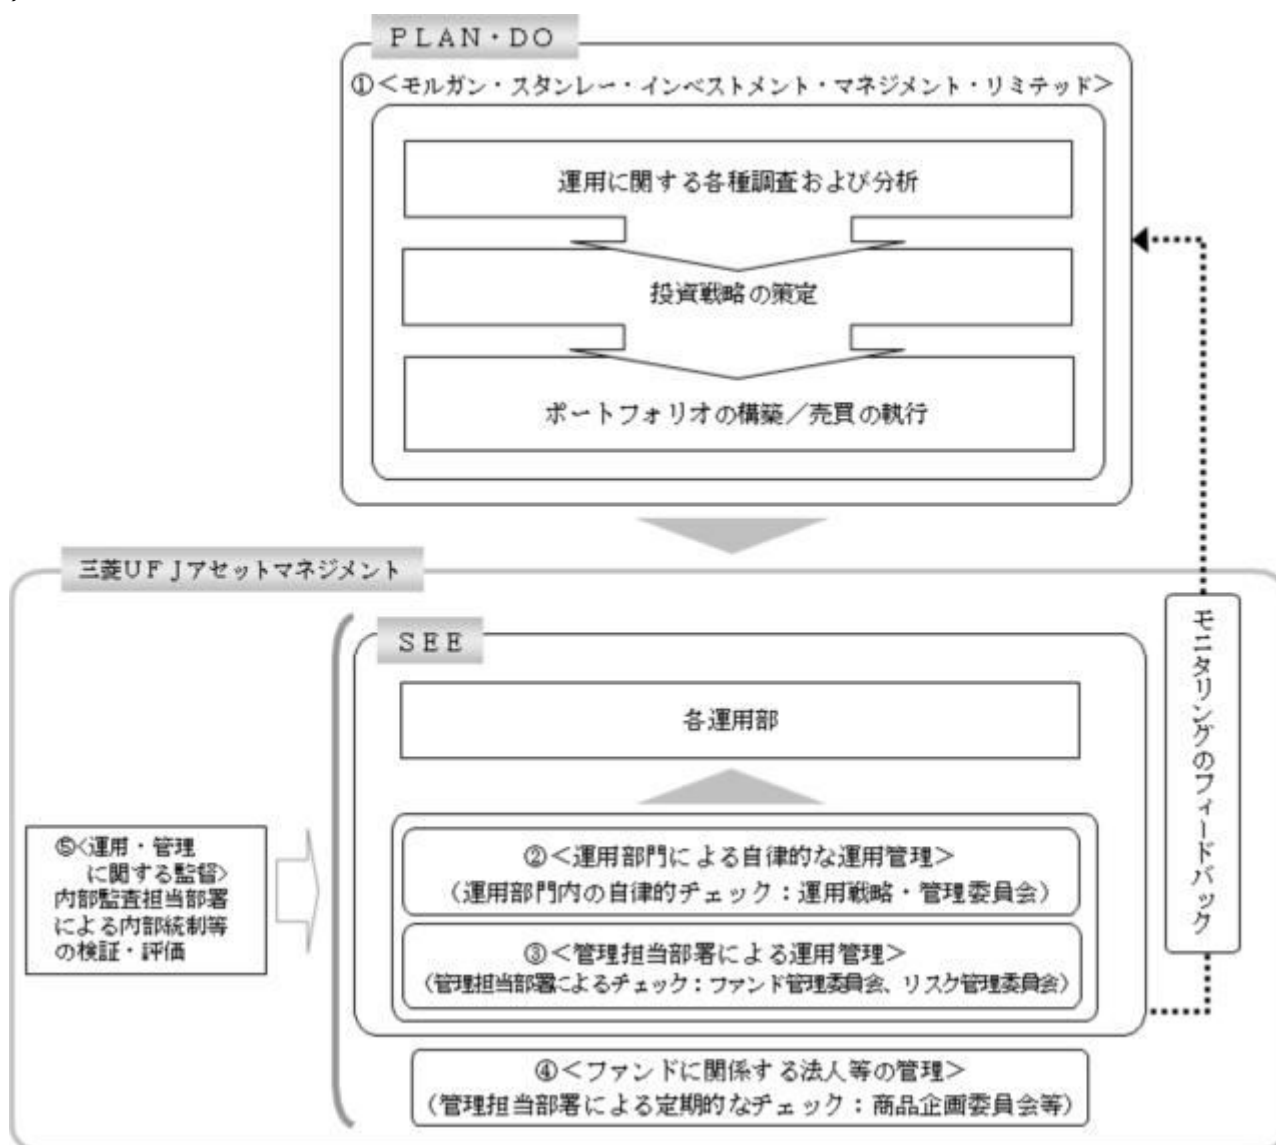 PLAN・DO
①<モルガン・スタンレー・インベストメント・マネジメント・リミテッド>
運用に関する各種調査および分析
投資戦略の策定
ポートフォリオの構築/売買の執行
三菱UFJアセットマネジメント
SEE
各運用部
②<運用部門による自律的な運用管理>
(運用部門内の自律的チェック:運用戦略・管理委員会)
③<管理担当部署による運用管理>
(管理担当部署によるチェック:ファンド管理委員会、リスク管理委員会)
④<ファンドに関係する法人等の管理>
(管理担当部署による定期的なチェック:商品企画委員会等)
⑤<運用・管理
に関する監督>
内部監査担当部署
による内部統制等
の検証・評価
モニタリングのフィードバック